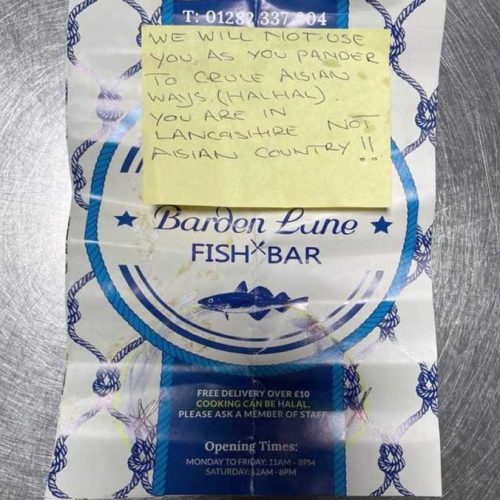 T: 01282 337 604
WE WILL NOT USE
YOU AS YOU PANDER
TO CRULE AISIAN
WAYS. (HALHAL).
YOU ARE IN
LANCAISHIRE NOT
AISIAN COUNTRY!!
Barden Lane
FISH BAR
FREE DELIVERY OVER £10
COOKING CAN BE HALAL,
PLEASE ASK A MEMBER OF STAFF
Opening Times:
MONDAY TO FRIDAY: 11AM - 8PM
SATURDAY: 12AM - 8PM